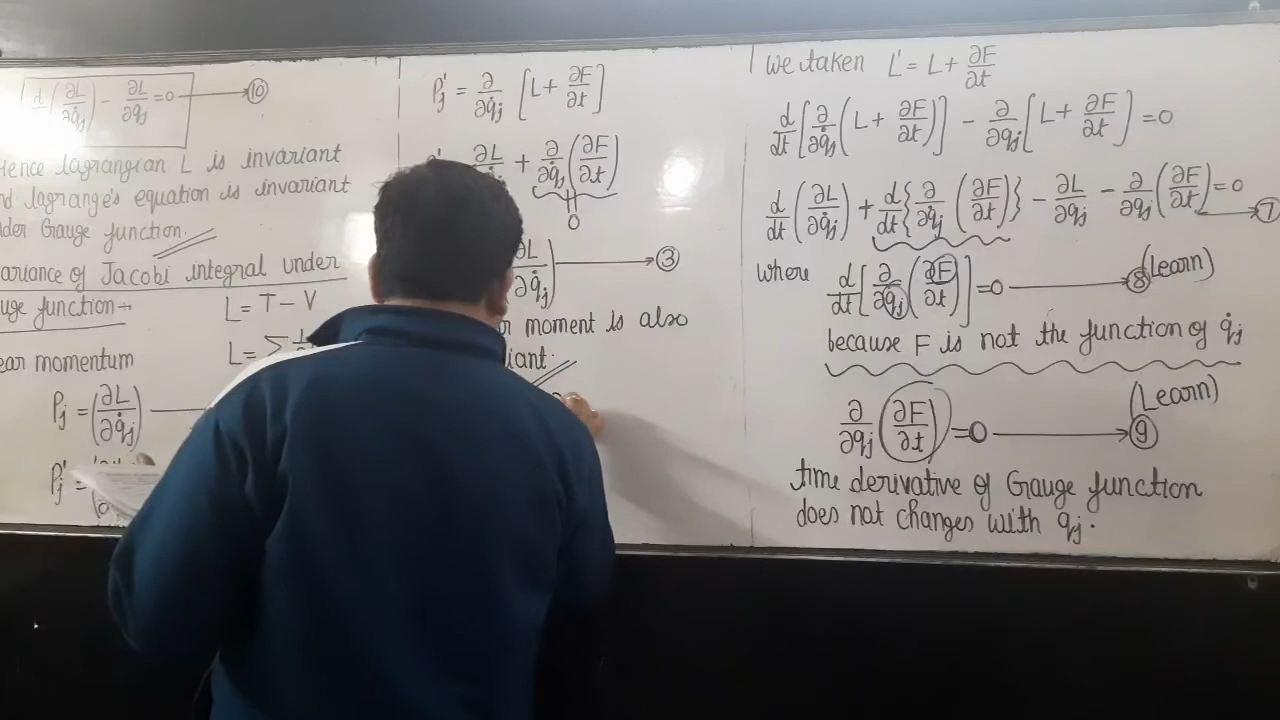 d/dt (∂L/∂q̇j) - ∂L/∂qj = 0 → ⑩
Hence lagrangian L is invariant
nd lagrange's equation is invariant
nder Gauge function.
ariance of Jacobi integral under
uge function→
L = T - V
ear momentum
L = Σ
Pj = (∂L/∂q̇j)
Pj' =
Pj' = ∂/∂q̇j [L + ∂F/∂t]
∂L/ + ∂/∂q̇j (∂F/∂t)
0
∂L/∂q̇j) → ③
moment is also
iant.
we taken L' = L + ∂F/∂t
d/dt [∂/∂q̇j (L + ∂F/∂t)] - ∂/∂qj [L + ∂F/∂t] = 0
d/dt (∂L/∂q̇j) + d/dt {∂/∂q̇j (∂F/∂t)} - ∂L/∂qj - ∂/∂qj (∂F/∂t) = 0 → ⑦
where d/dt [∂/∂q̇j (∂F/∂t)] = 0 → ⑧ (Learn)
because F is not the function of q̇j
∂/∂qj (∂F/∂t) = 0 → ⑨ (Learn)
time derivative of Gauge function
does not changes with qj.